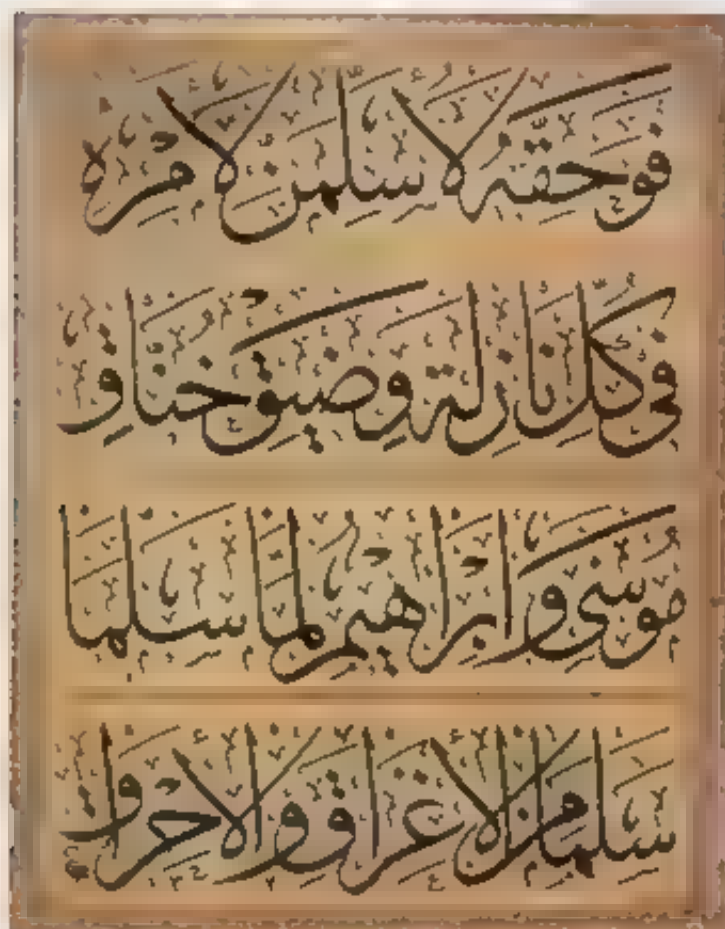 فوحقه لاسلمن لامره
في كل نازلة وضيق خناق
موسى وابراهيم لما سلما
سلما من الاغراق والاحراق